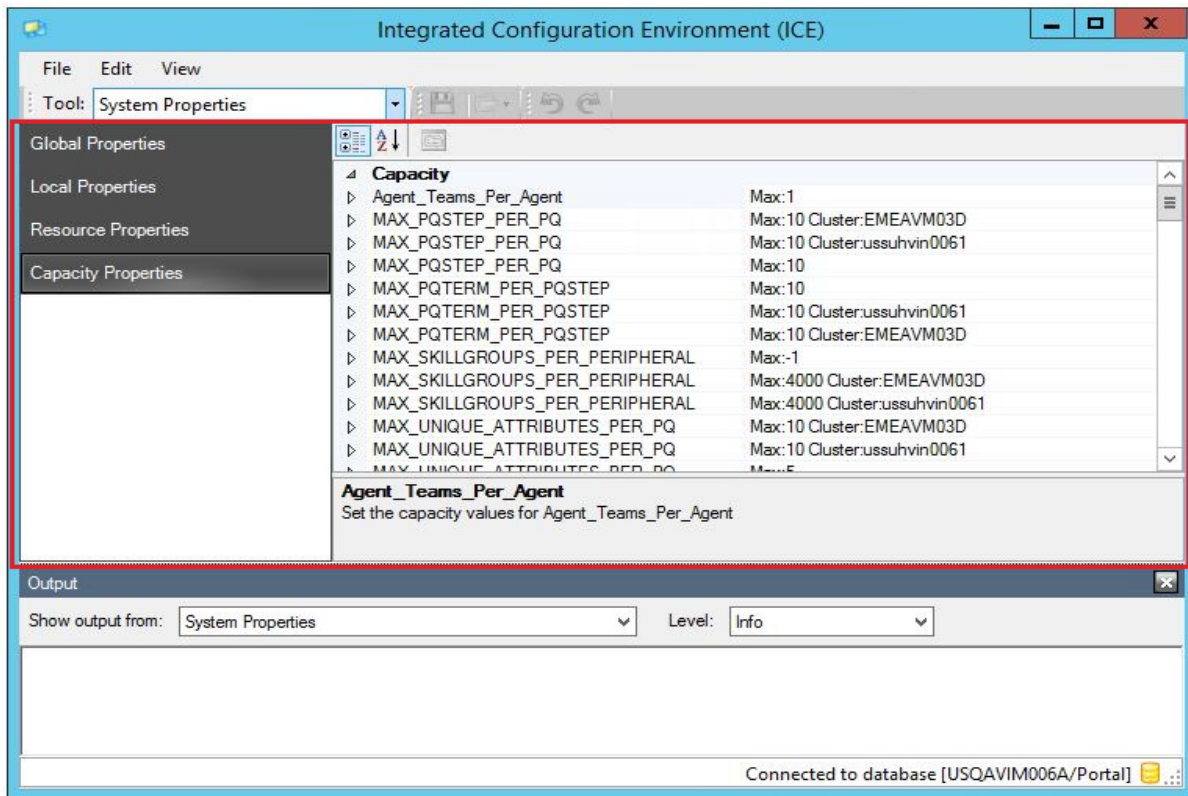 Integrated Configuration Environment (ICE)
File Edit View
Tool: System Properties
Global Properties
Local Properties
Resource Properties
Capacity Properties
Capacity
Agent_Teams_Per_Agent Max:1
MAX_PQSTEP_PER_PQ Max:10 Cluster:EMEAVM03D
MAX_PQSTEP_PER_PQ Max:10 Cluster:ussuhvin0061
MAX_PQSTEP_PER_PQ Max:10
MAX_PQTERM_PER_PQSTEP Max:10
MAX_PQTERM_PER_PQSTEP Max:10 Cluster:ussuhvin0061
MAX_PQTERM_PER_PQSTEP Max:10 Cluster:EMEAVM03D
MAX_SKILLGROUPS_PER_PERIPHERAL Max:-1
MAX_SKILLGROUPS_PER_PERIPHERAL Max:4000 Cluster:EMEAVM03D
MAX_SKILLGROUPS_PER_PERIPHERAL Max:4000 Cluster:ussuhvin0061
MAX_UNIQUE_ATTRIBUTES_PER_PQ Max:10 Cluster:EMEAVM03D
MAX_UNIQUE_ATTRIBUTES_PER_PQ Max:10 Cluster:ussuhvin0061
MAX_UNIQUE_ATTRIBUTES_PER_PQ Max:5
Agent_Teams_Per_Agent
Set the capacity values for Agent_Teams_Per_Agent
Output
Show output from: System Properties Level: Info
Connected to database [USQAVIM006A/Portal]